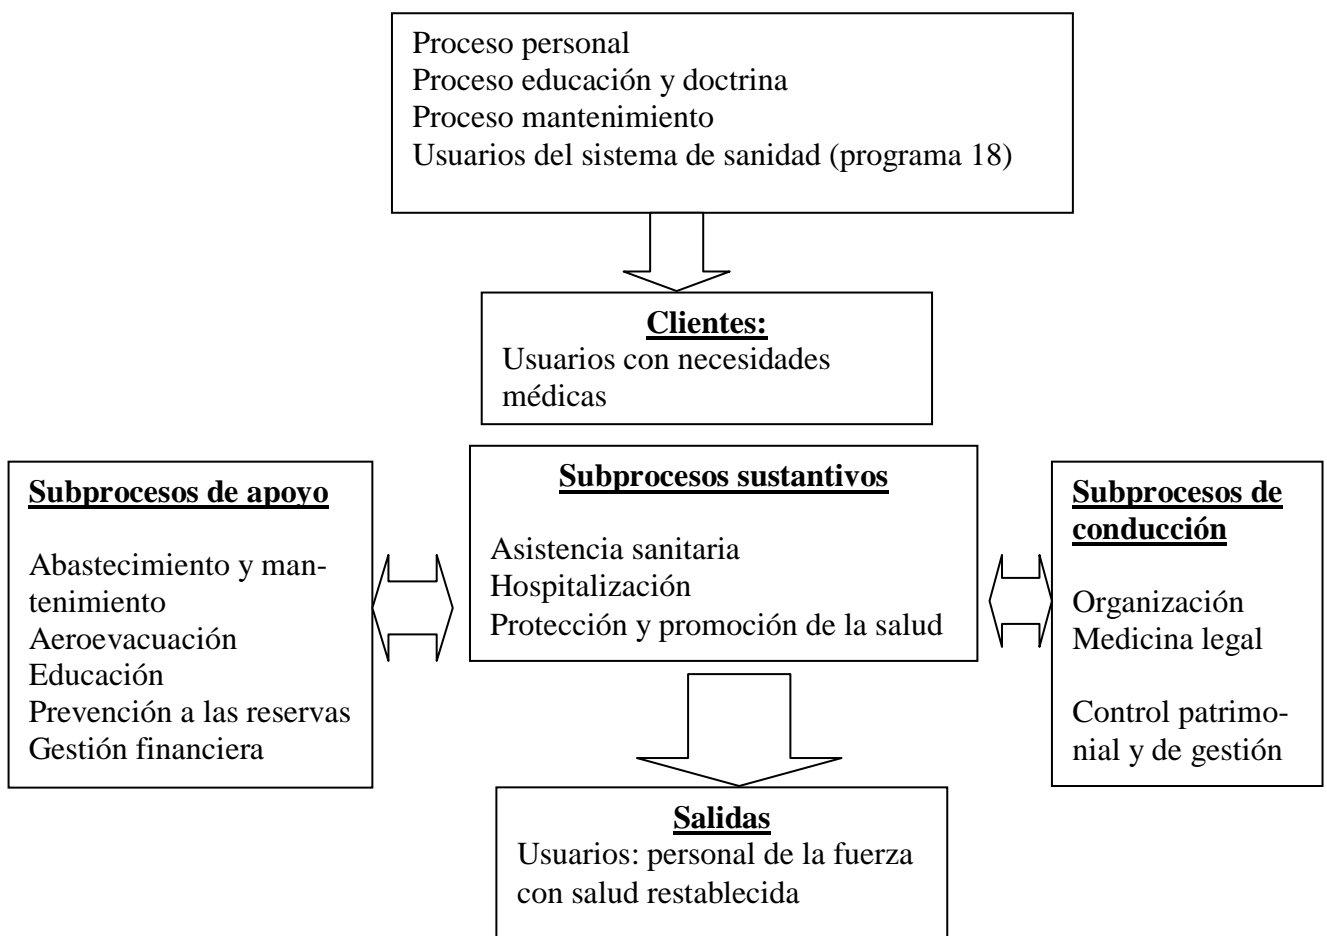 Proceso personal
Proceso educación y doctrina
Proceso mantenimiento
Usuarios del sistema de sanidad (programa 18)
Clientes:
Usuarios con necesidades
médicas
Subprocesos de apoyo
Abastecimiento y man-
tenimiento
Aeroevacuación
Educación
Prevención a las reservas
Gestión financiera
Subprocesos sustantivos
Asistencia sanitaria
Hospitalización
Protección y promoción de la salud
Subprocesos de
conducción
Organización
Medicina legal
Control patrimo-
nial y de gestión
Salidas
Usuarios: personal de la fuerza
con salud restablecida